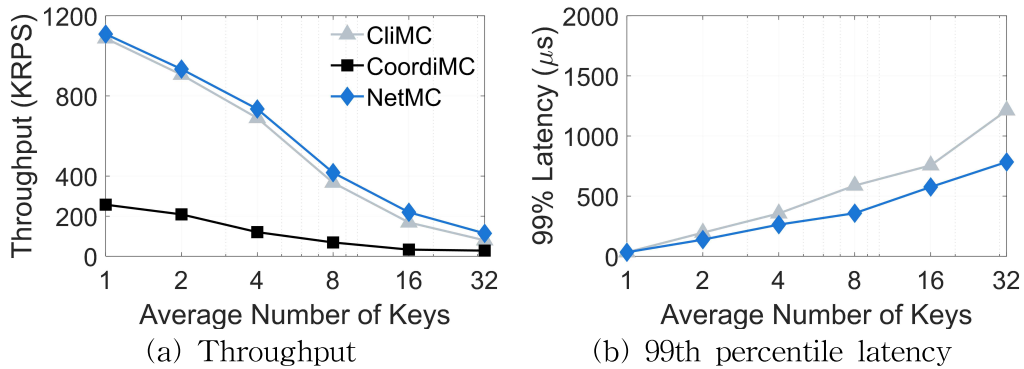 1200
800
400
200
0
Throughput (KRPS)
CliMC
CoordiMC
NetMC
1 2 4 8 16 32
Average Number of Keys
(a) Throughput
2000
1500
1000
500
0
99% Latency (μs)
1 2 4 8 16 32
Average Number of Keys
(b) 99th percentile latency